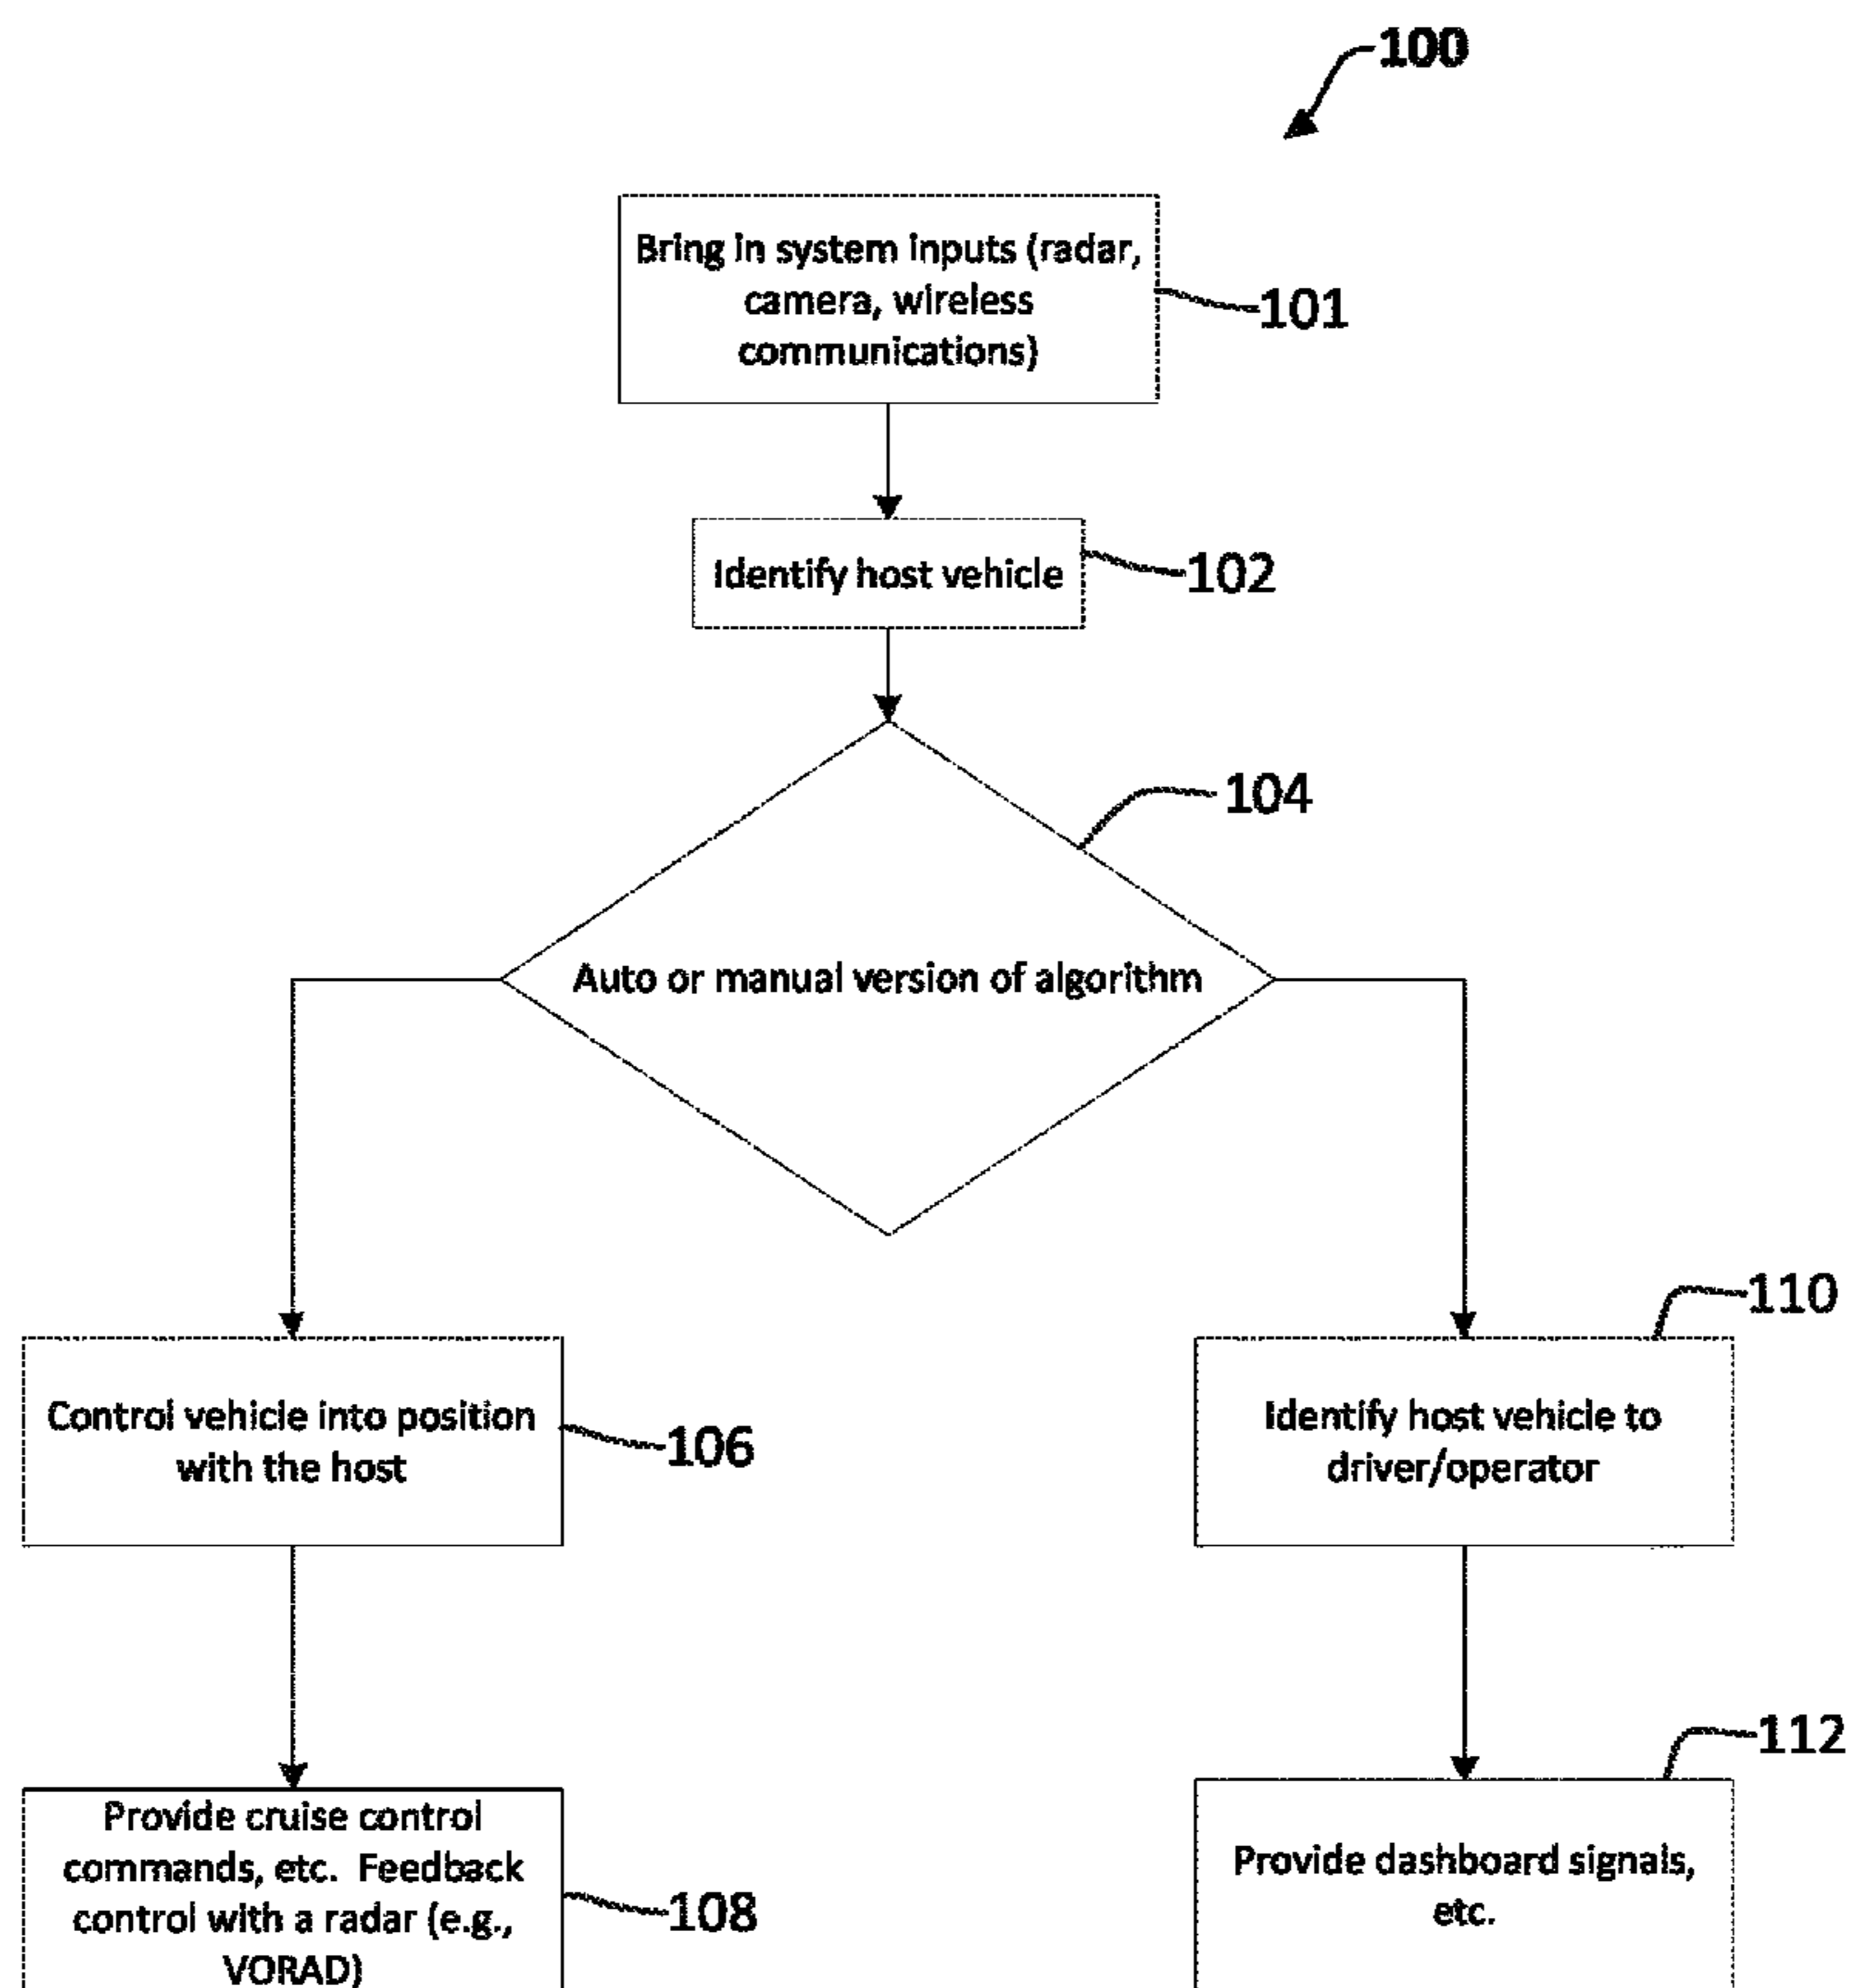 100
Bring in system inputs (radar,
camera, wireless
communications)
101
Identify host vehicle
102
104
Auto or manual version of algorithm
110
Control vehicle into position
with the host
106
Identify host vehicle to
driver/operator
112
Provide cruise control
commands, etc. Feedback
control with a radar (e.g.,
VORAD)
108
Provide dashboard signals,
etc.